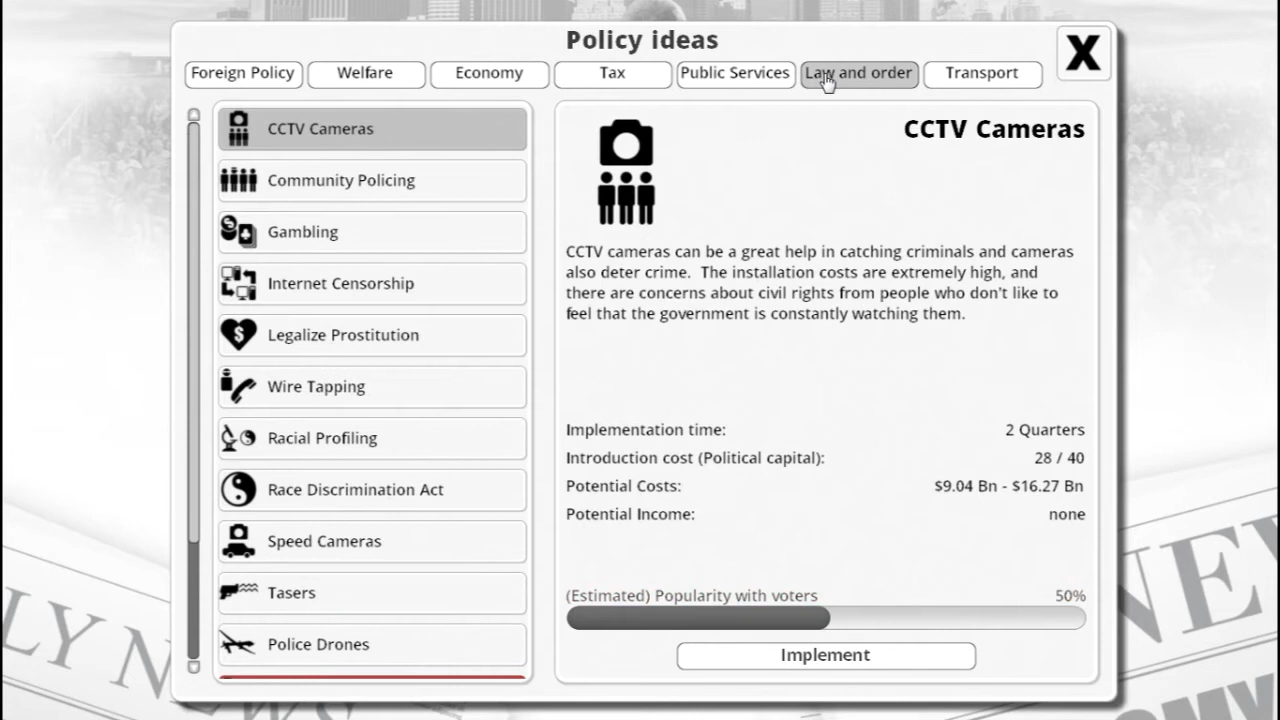 Policy ideas
X
Foreign Policy
Welfare
Economy
Tax
Public Services
Law and order
Transport
CCTV Cameras
Community Policing
Gambling
Internet Censorship
Legalize Prostitution
Wire Tapping
Racial Profiling
Race Discrimination Act
Speed Cameras
Tasers
Police Drones
CCTV Cameras
CCTV cameras can be a great help in catching criminals and cameras
also deter crime. The installation costs are extremely high, and
there are concerns about civil rights from people who don't like to
feel that the government is constantly watching them.
Implementation time: 2 Quarters
Introduction cost (Political capital): 28 / 40
Potential Costs: $9.04 Bn - $16.27 Bn
Potential Income: none
(Estimated) Popularity with voters 50%
Implement
LY N
NEW